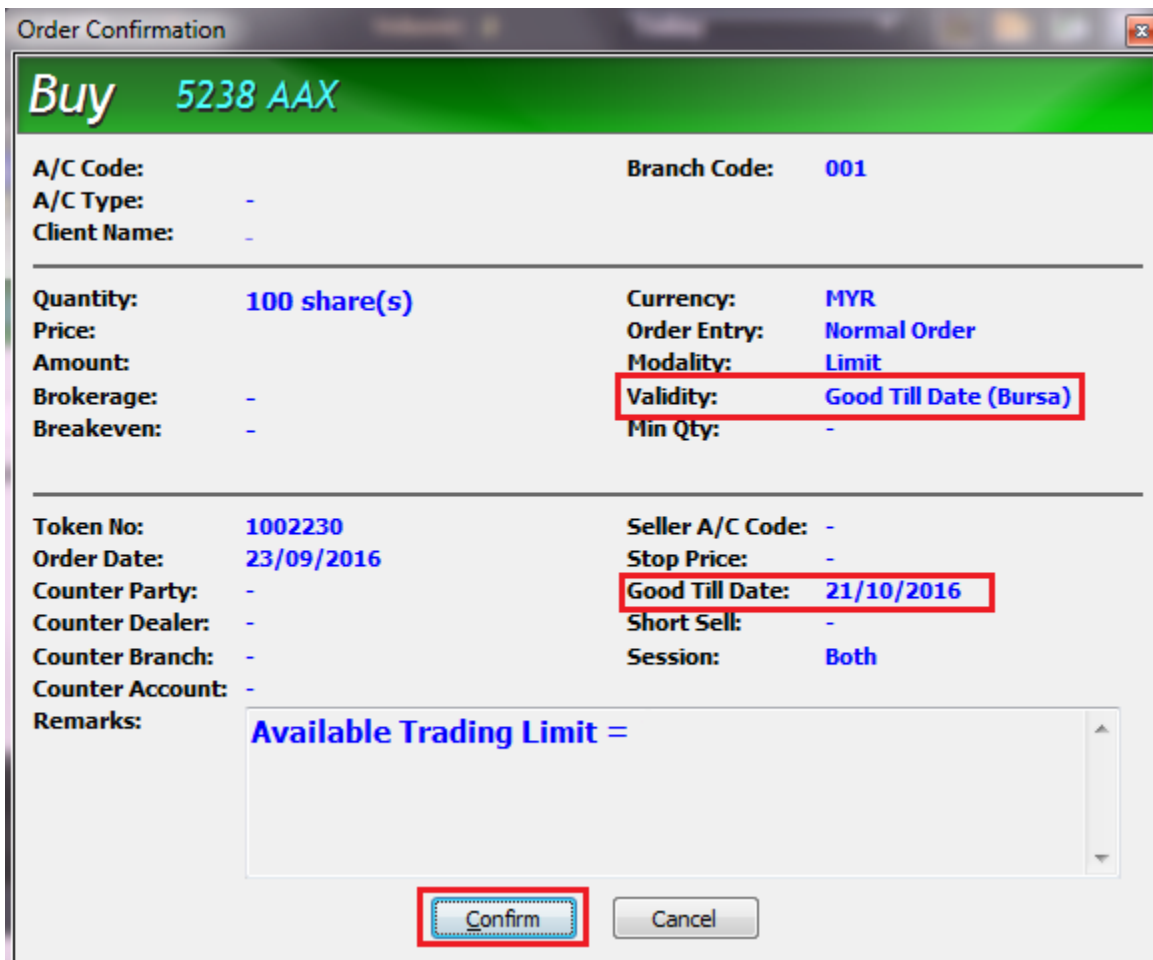 Order Confirmation
Buy 5238 AAX
A/C Code: Branch Code: 001
A/C Type: -
Client Name: -
Quantity: 100 share(s) Currency: MYR
Price: Order Entry: Normal Order
Amount: Modality: Limit
Brokerage: - Validity: Good Till Date (Bursa)
Breakeven: - Min Qty: -
Token No: 1002230 Seller A/C Code: -
Order Date: 23/09/2016 Stop Price: -
Counter Party: - Good Till Date: 21/10/2016
Counter Dealer: - Short Sell: -
Counter Branch: - Session: Both
Counter Account: -
Remarks: Available Trading Limit =
Confirm Cancel